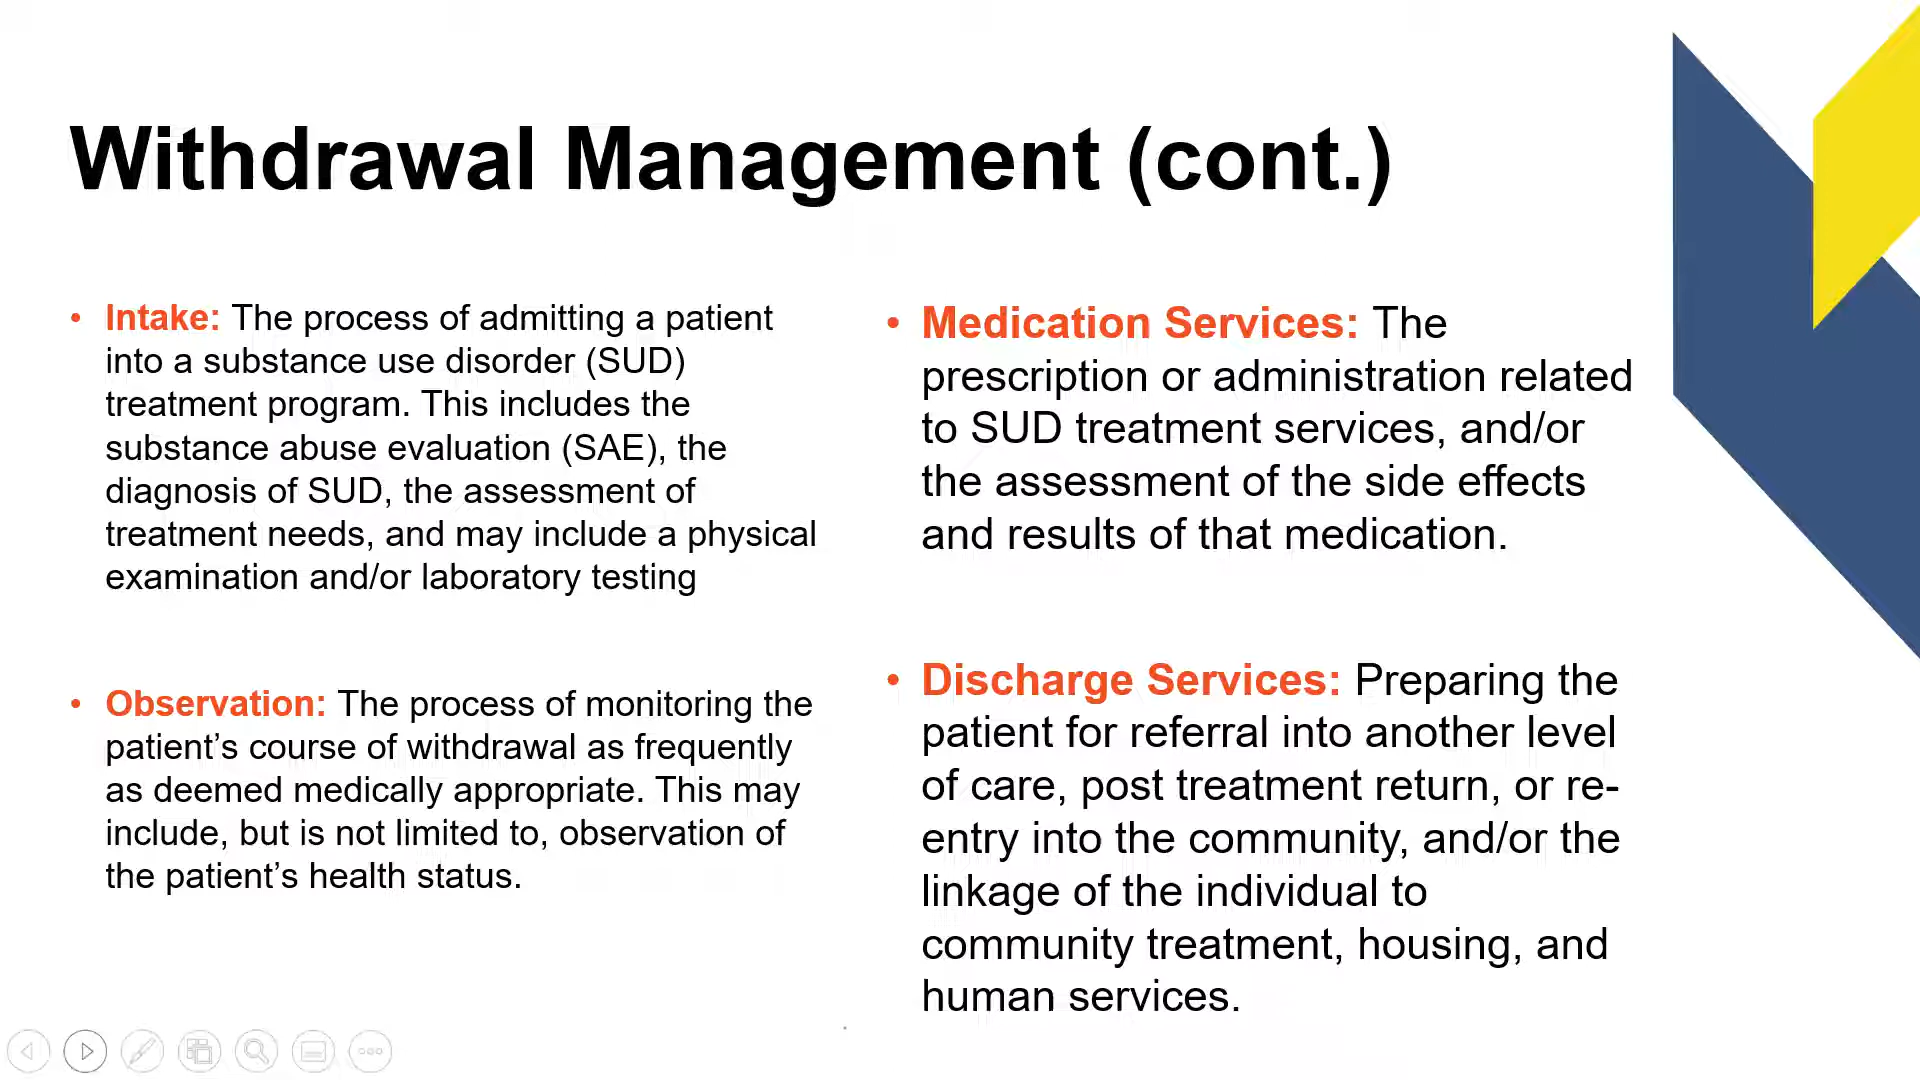 Withdrawal Management (cont.)
• Intake: The process of admitting a patient
into a substance use disorder (SUD)
treatment program. This includes the
substance abuse evaluation (SAE), the
diagnosis of SUD, the assessment of
treatment needs, and may include a physical
examination and/or laboratory testing
• Observation: The process of monitoring the
patient’s course of withdrawal as frequently
as deemed medically appropriate. This may
include, but is not limited to, observation of
the patient’s health status.
• Medication Services: The
prescription or administration related
to SUD treatment services, and/or
the assessment of the side effects
and results of that medication.
• Discharge Services: Preparing the
patient for referral into another level
of care, post treatment return, or re-
entry into the community, and/or the
linkage of the individual to
community treatment, housing, and
human services.